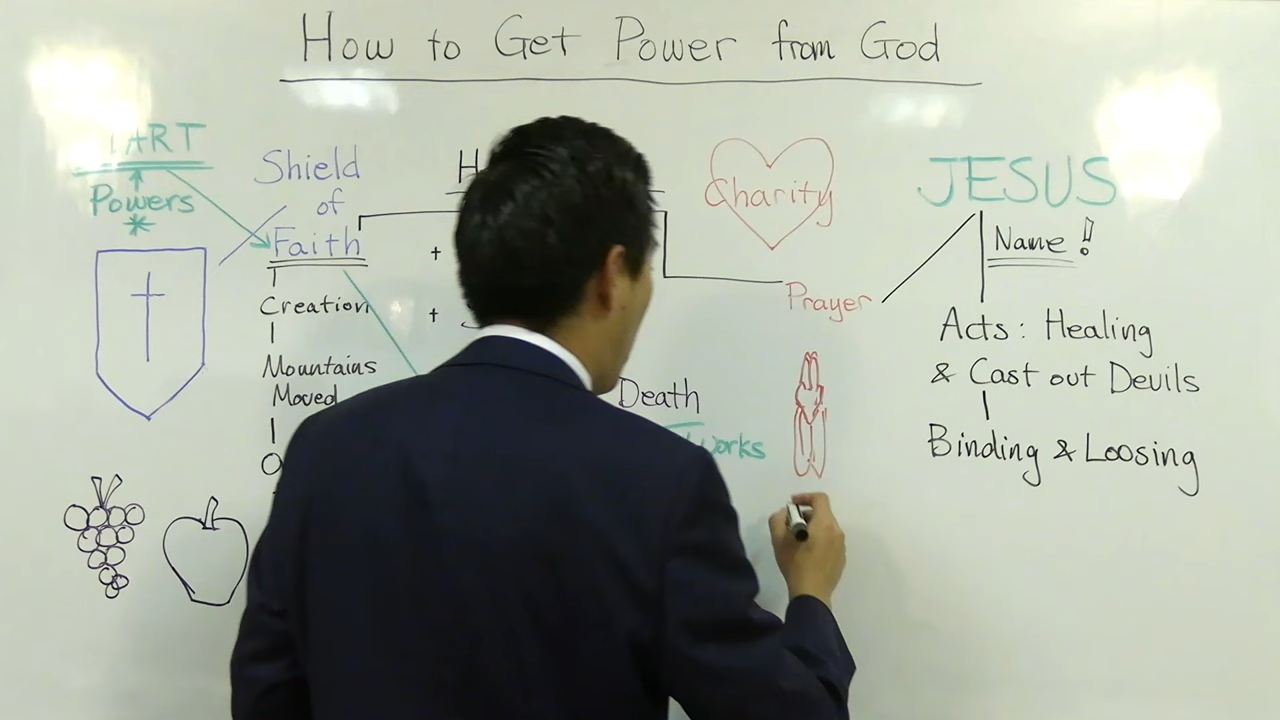 How to Get Power from God
TART
Powers
*
Shield
of
Faith
Creation
Mountains
Moved
O
H
+
+
Death
Works
Charity
Prayer
JESUS
Name!
Acts: Healing
& Cast out Devils
Binding & Loosing